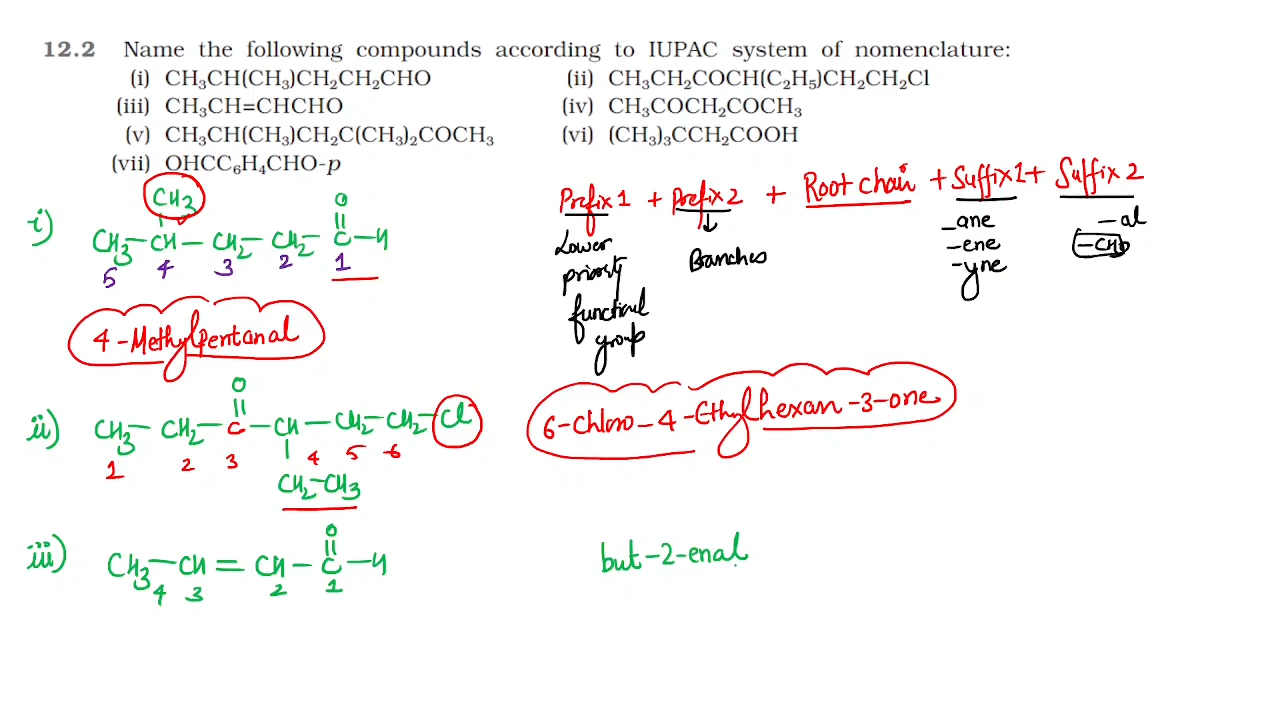 12.2 Name the following compounds according to IUPAC system of nomenclature:
(i) CH₃CH(CH₃)CH₂CH₂CHO (ii) CH₃CH₂COCH(C₂H₅)CH₂CH₂Cl
(iii) CH₃CH=CHCHO (iv) CH₃COCH₂COCH₃
(v) CH₃CH(CH₃)CH₂C(CH₃)₂COCH₃ (vi) (CH₃)₃CCH₂COOH
(vii) OHCC₆H₄CHO-p
Prefix 1 + Prefix 2 + Root chain + Suffix 1 + Suffix 2
Lower priority functional group
Branches
-ane
-ene
-yne
-al
-CHO
i)
CH₃
O
CH₃-CH-CH₂-CH₂-C-H
5 4 3 2 1
4-Methylpentanal
ii)
O
CH₃-CH₂-C-CH-CH₂-CH₂-Cl
1 2 3 4 5 6
CH₂-CH₃
6-chloro-4-Ethylhexan-3-one
iii)
O
CH₃-CH=CH-C-H
4 3 2 1
but-2-enal